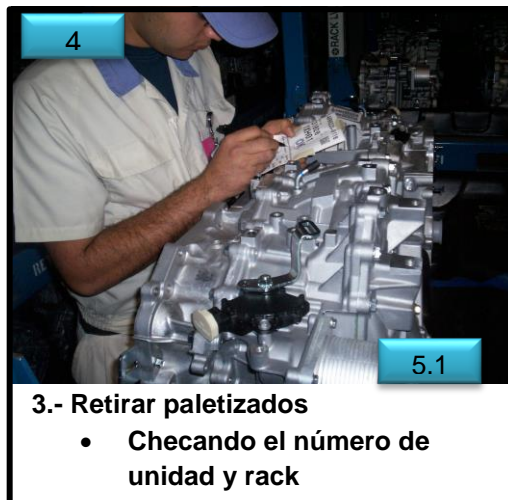 4
RACK L
5.1
3.- Retirar paletizados
• Checando el número de
unidad y rack